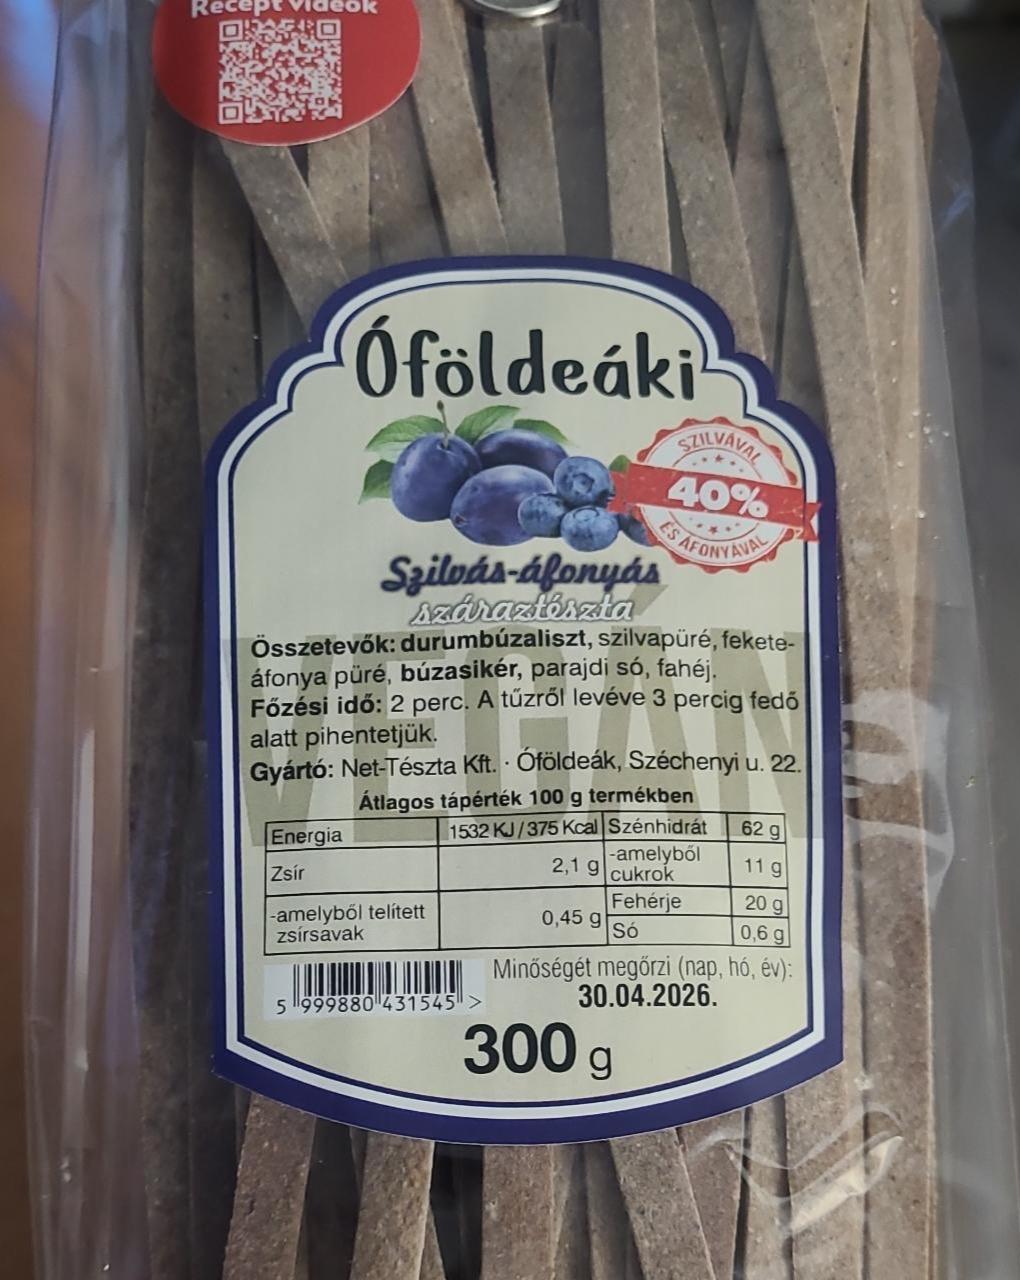 Recept videók
Óföldeáki
SZILVÁVAL
40%
ÉS ÁFONYÁVAL
Szilvás-áfonyás
száraztészta
VEGÁN
Összetevők: durumbúzaliszt, szilvapüré, fekete-
áfonya püré, búzasikér, parajdi só, fahéj.
Főzési idő: 2 perc. A tűzről levéve 3 percig fedő
alatt pihentetjük.
Gyártó: Net-Tészta Kft. · Óföldeák, Széchenyi u. 22.
Átlagos tápérték 100 g termékben
Energia 1532 KJ/375 Kcal Szénhidrát 62 g
Zsír 2,1 g -amelyből cukrok 11 g
-amelyből telített zsírsavak 0,45 g Fehérje 20 g
Só 0,6 g
Minőségét megőrzi (nap, hó, év):
30.04.2026.
5 999880 431545 >
300 g